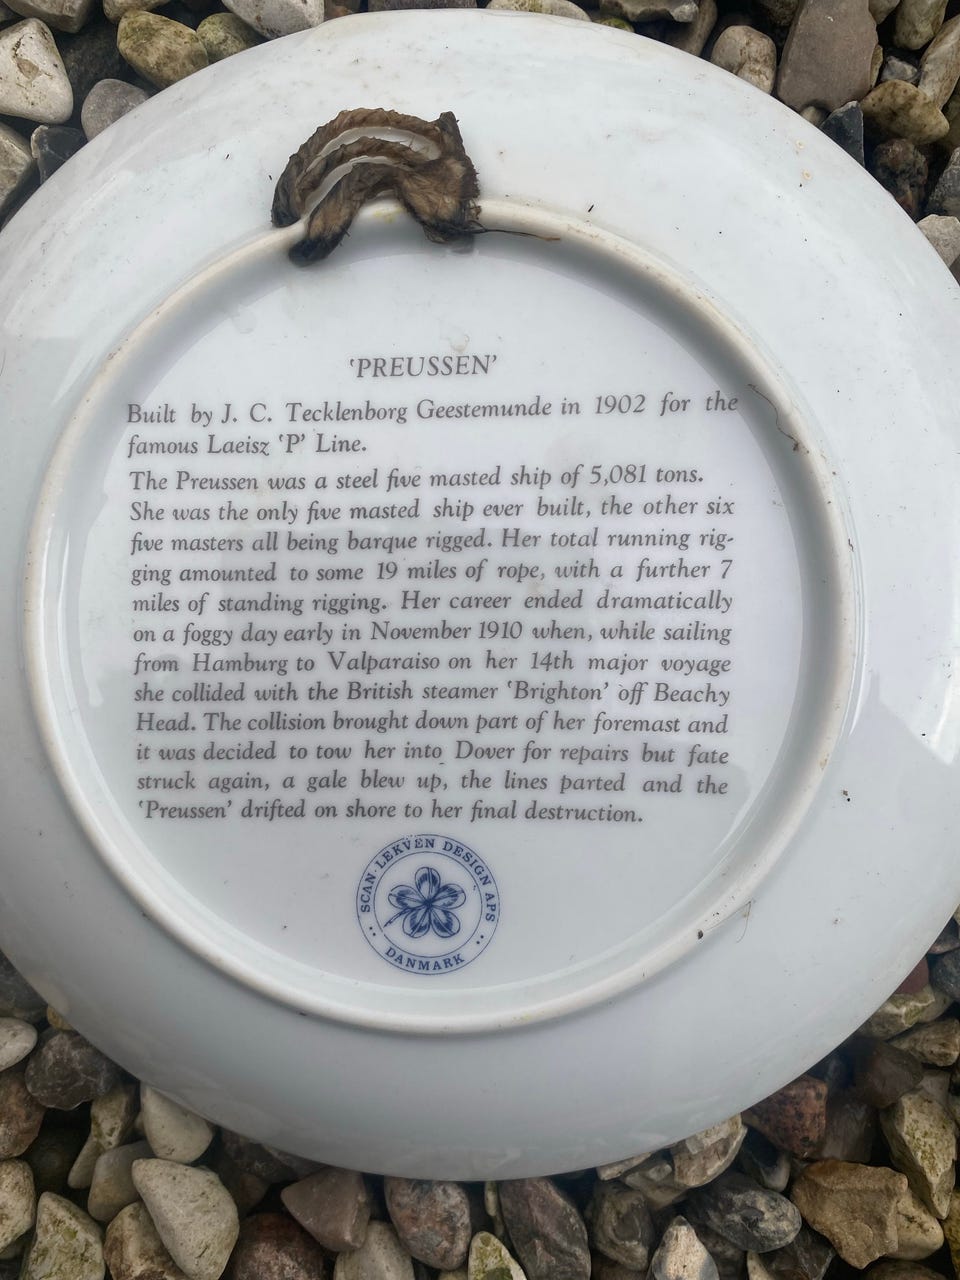 ‘PREUSSEN’
Built by J. C. Tecklenborg Geestemunde in 1902 for the
famous Laeisz ‘P’ Line.
The Preussen was a steel five masted ship of 5,081 tons.
She was the only five masted ship ever built, the other six
five masters all being barque rigged. Her total running rig-
ging amounted to some 19 miles of rope, with a further 7
miles of standing rigging. Her career ended dramatically
on a foggy day early in November 1910 when, while sailing
from Hamburg to Valparaiso on her 14th major voyage
she collided with the British steamer ‘Brighton’ off Beachy
Head. The collision brought down part of her foremast and
it was decided to tow her into Dover for repairs but fate
struck again, a gale blew up, the lines parted and the
‘Preussen’ drifted on shore to her final destruction.
SCAN·LEKVEN DESIGN APS
DANMARK